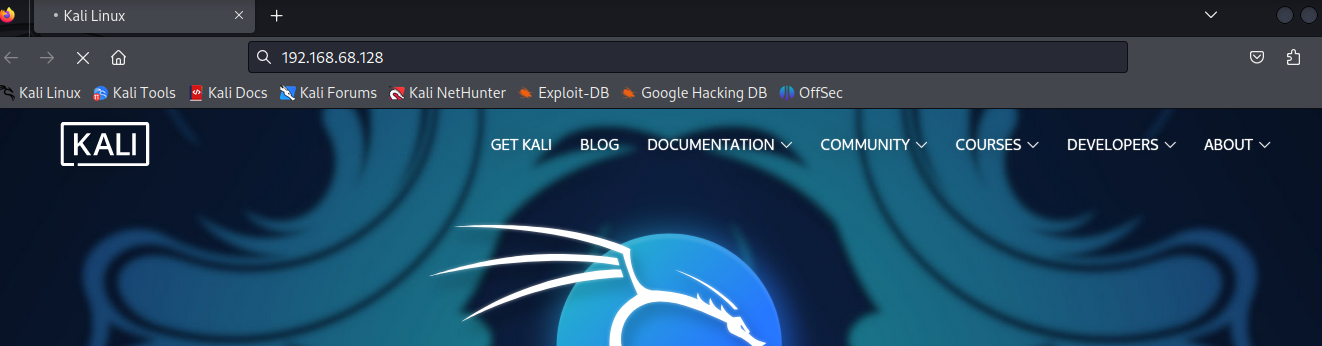 Kali Linux
192.168.68.128
Kali Linux Kali Tools Kali Docs Kali Forums Kali NetHunter Exploit-DB Google Hacking DB OffSec
KALI GET KALI BLOG DOCUMENTATION COMMUNITY COURSES DEVELOPERS ABOUT